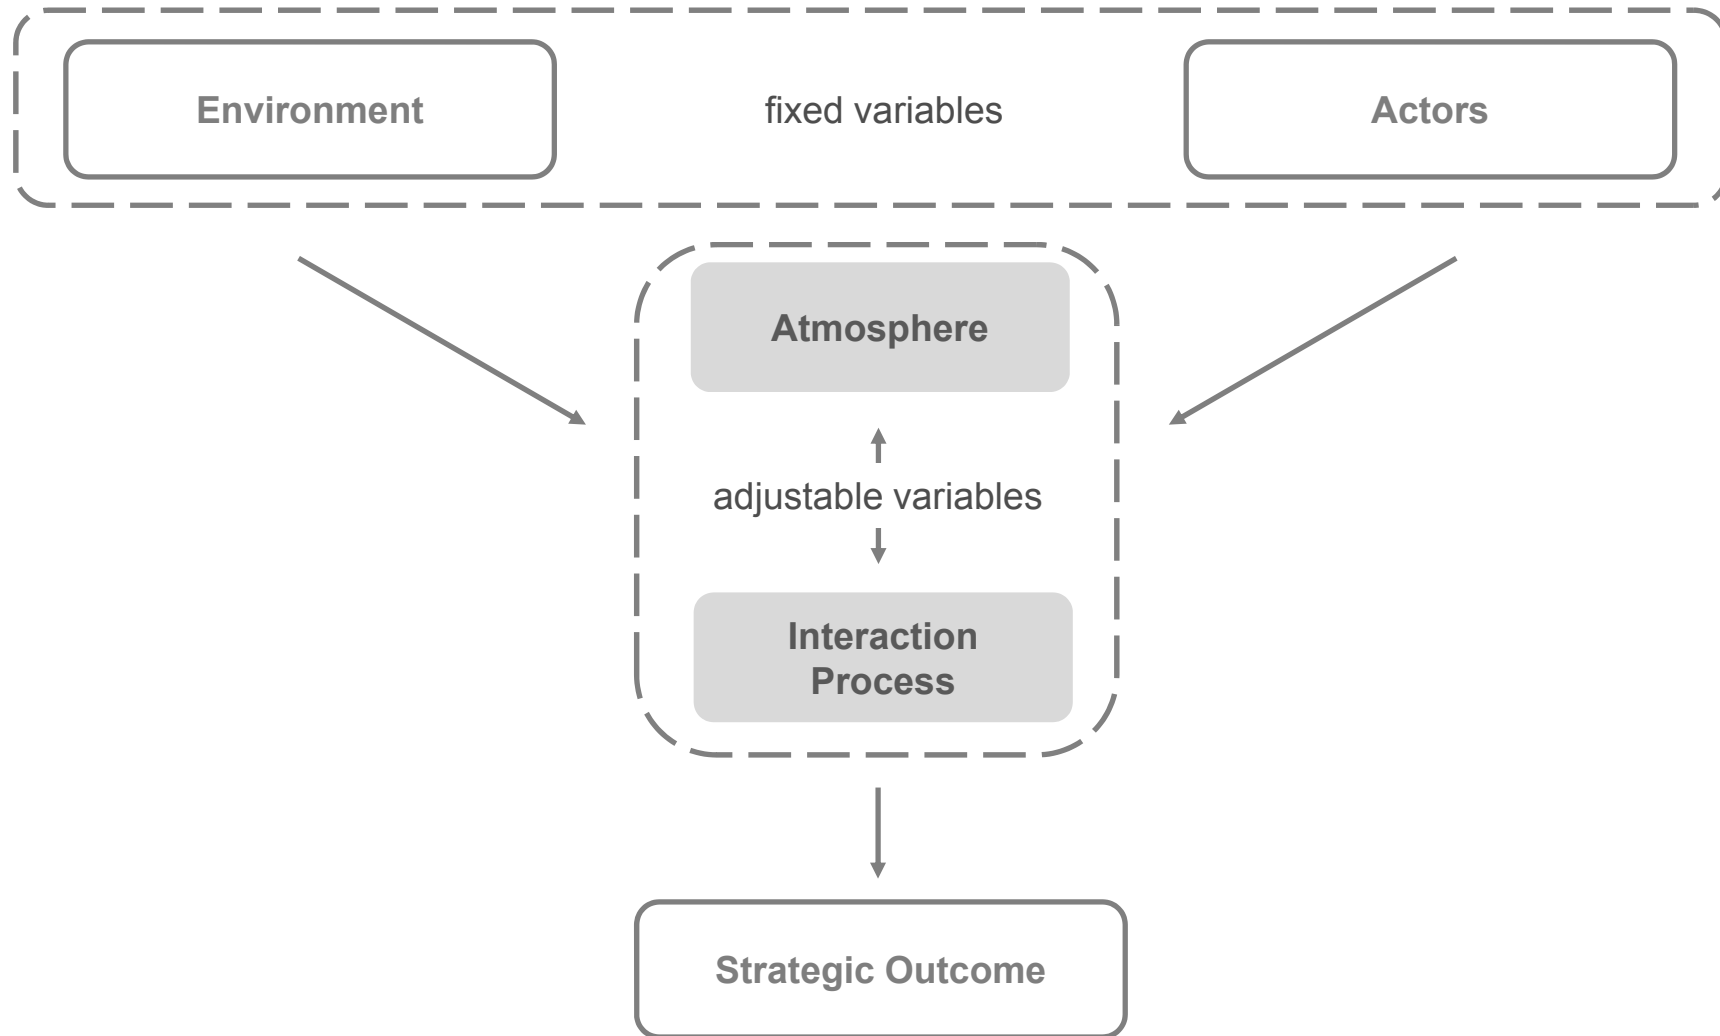 Environment
fixed variables
Actors
Atmosphere
adjustable variables
Interaction
Process
Strategic Outcome